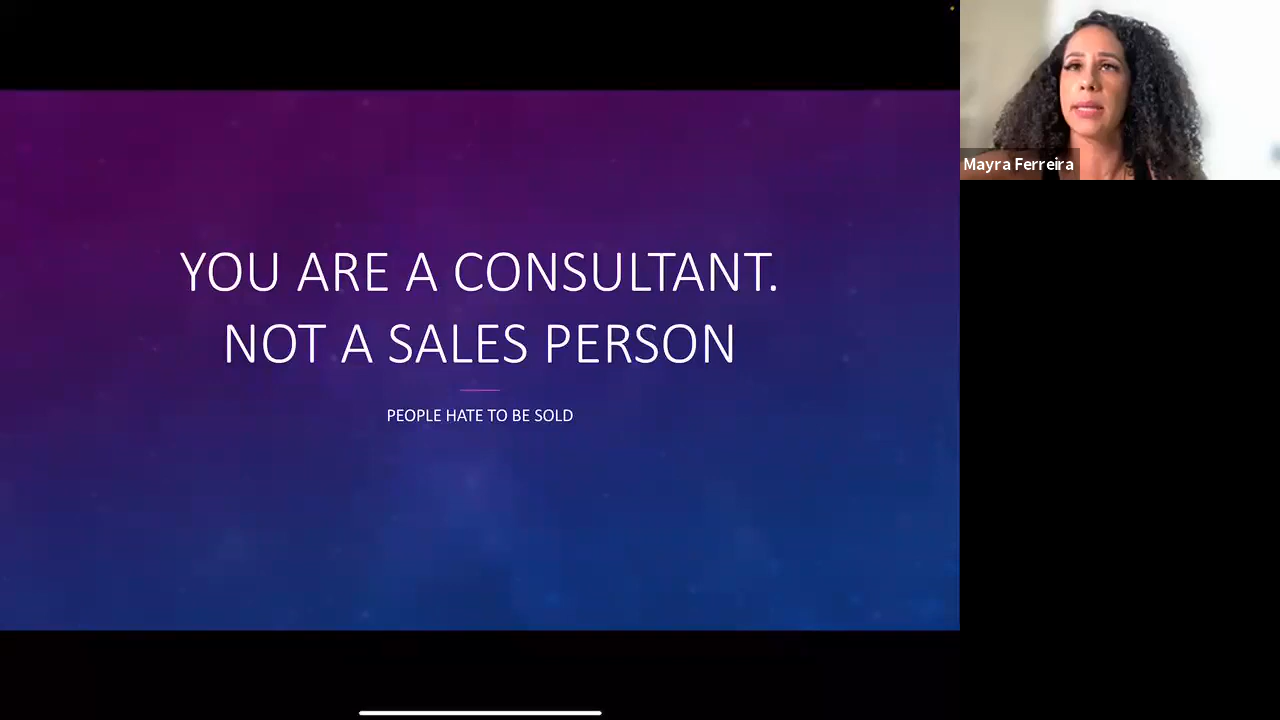 YOU ARE A CONSULTANT.
NOT A SALES PERSON
PEOPLE HATE TO BE SOLD
Mayra Ferreira